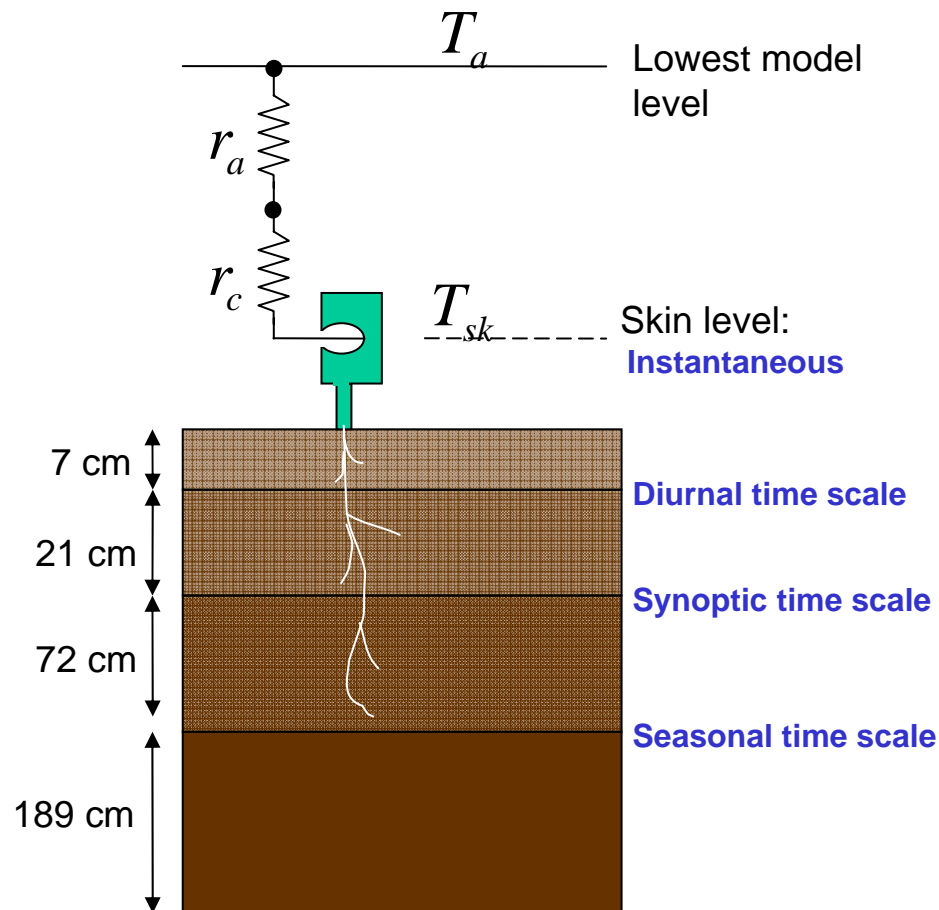 T_a
Lowest model
level
r_a
r_c
T_sk
Skin level:
Instantaneous
7 cm
Diurnal time scale
21 cm
Synoptic time scale
72 cm
Seasonal time scale
189 cm